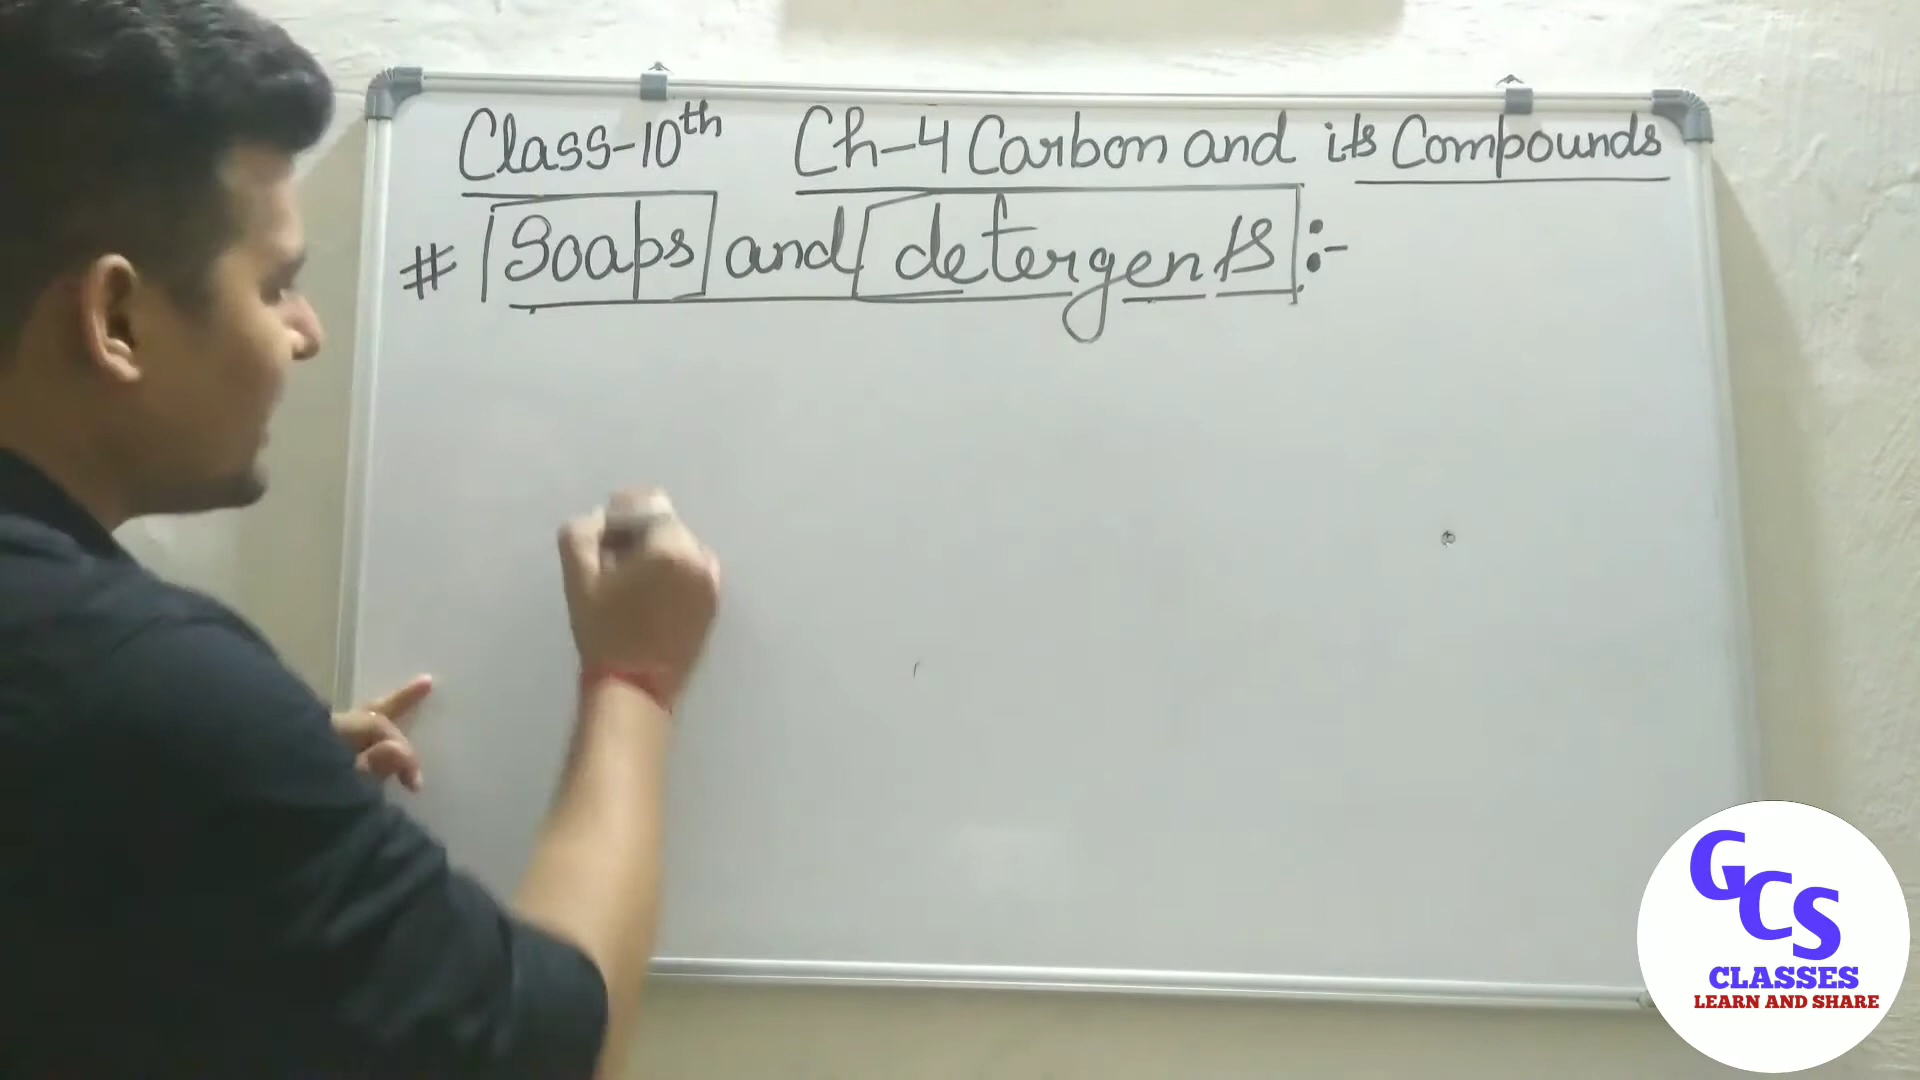 Class-10th Ch-4 Carbon and its Compounds
# Soaps and detergents :-
GCS
CLASSES
LEARN AND SHARE